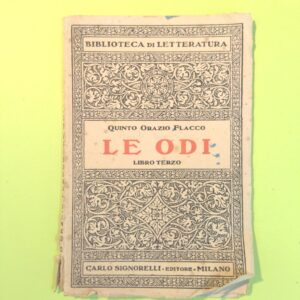 BIBLIOTECA DI LETTERATURA
QUINTO ORAZIO FLACCO
LE ODI
LIBRO TERZO
CARLO SIGNORELLI - EDITORE - MILANO